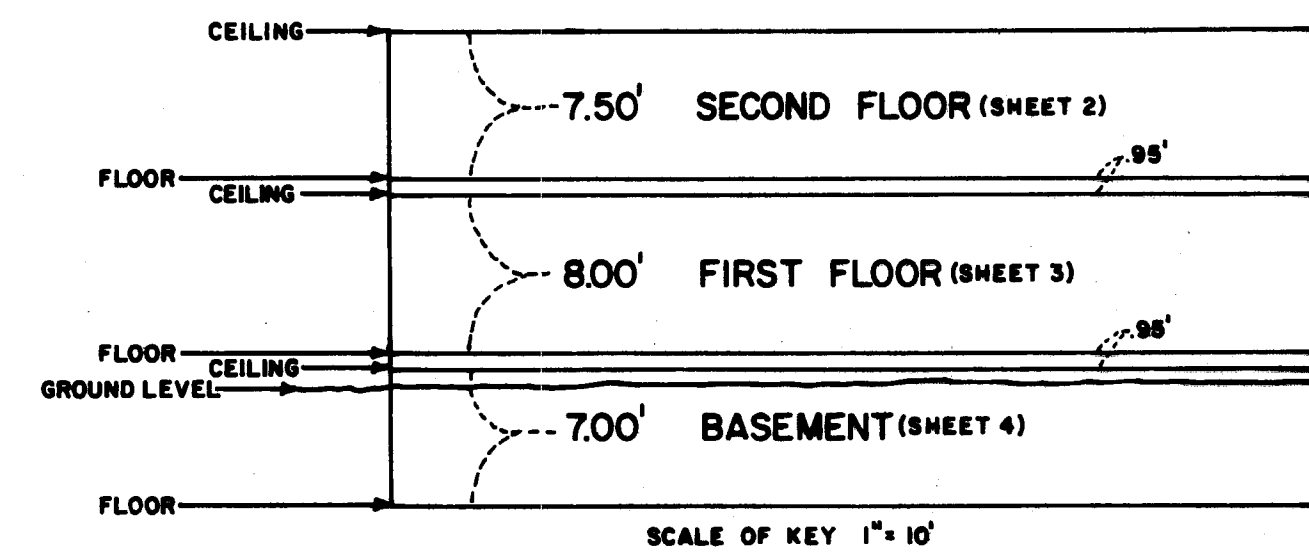 CEILING
7.50' SECOND FLOOR (SHEET 2)
.95'
FLOOR
CEILING
8.00' FIRST FLOOR (SHEET 3)
.95'
FLOOR
CEILING
GROUND LEVEL
7.00' BASEMENT (SHEET 4)
FLOOR
SCALE OF KEY 1"= 10'